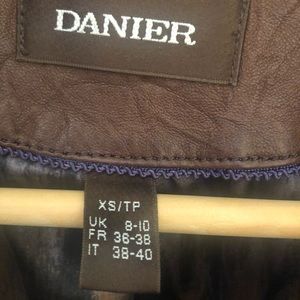 DANIER
XS/TP
UK 8-10
FR 36-38
IT 38-40